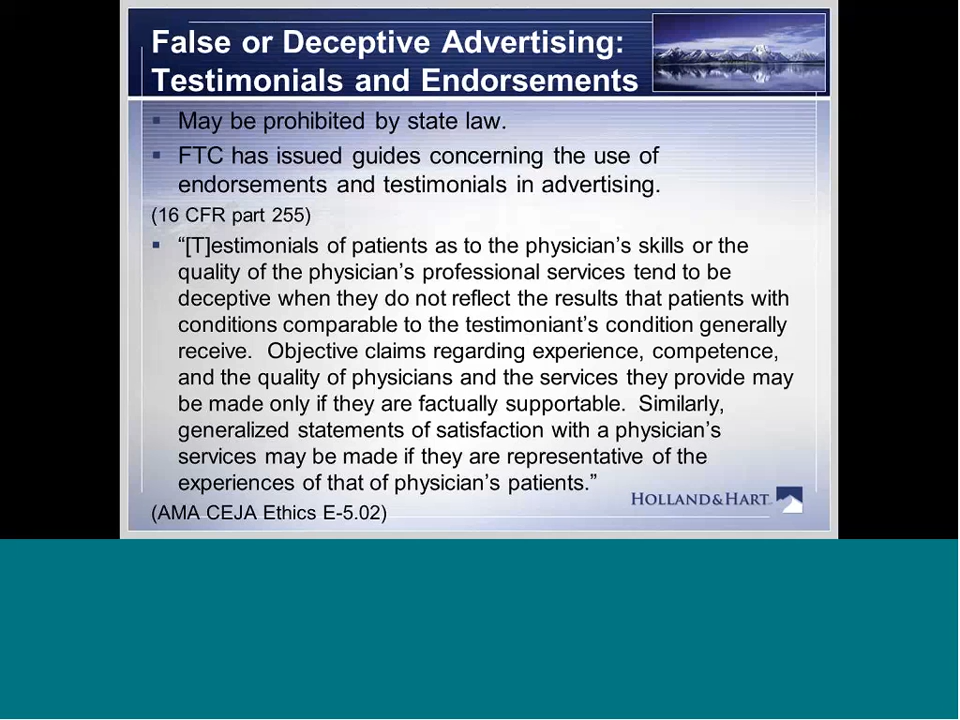 False or Deceptive Advertising:
Testimonials and Endorsements
May be prohibited by state law.
FTC has issued guides concerning the use of
endorsements and testimonials in advertising.
(16 CFR part 255)
“[T]estimonials of patients as to the physician’s skills or the
quality of the physician’s professional services tend to be
deceptive when they do not reflect the results that patients with
conditions comparable to the testimoniant’s condition generally
receive.  Objective claims regarding experience, competence,
and the quality of physicians and the services they provide may
be made only if they are factually supportable.  Similarly,
generalized statements of satisfaction with a physician’s
services may be made if they are representative of the
experiences of that of physician’s patients.”
HOLLAND&HART
(AMA CEJA Ethics E-5.02)